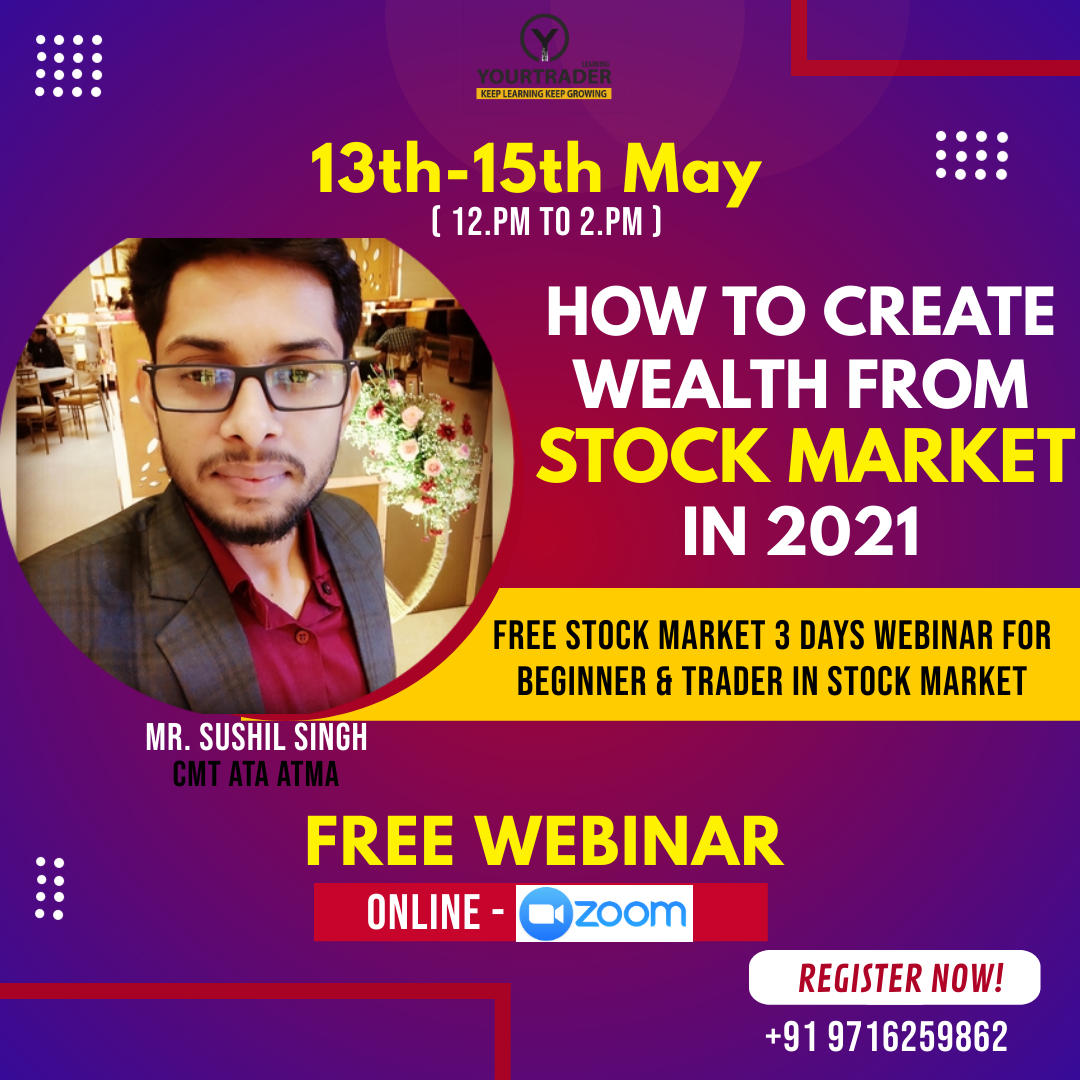 Y
LEARNING
YOURTRADER
KEEP LEARNING KEEP GROWING
13th-15th May
( 12.PM TO 2.PM )
HOW TO CREATE
WEALTH FROM
STOCK MARKET
IN 2021
FREE STOCK MARKET 3 DAYS WEBINAR FOR
BEGINNER & TRADER IN STOCK MARKET
MR. SUSHIL SINGH
CMT ATA ATMA
FREE WEBINAR
ONLINE - zoom
REGISTER NOW!
+91 9716259862